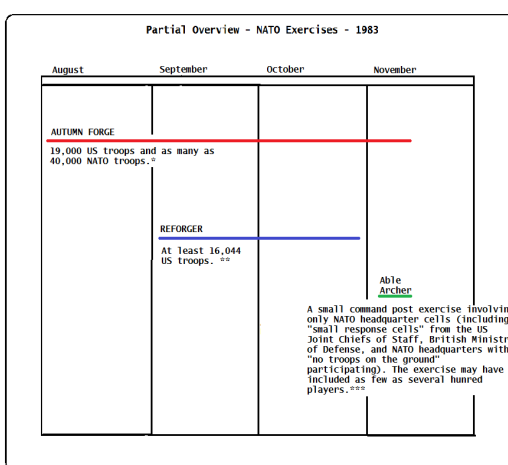 Partial Overview - NATO Exercises - 1983
August September October November
AUTUMN FORGE
19,000 US troops and as many as
40,000 NATO troops.*
REFORGER
At least 16,044
US troops. **
Able
Archer
A small command post exercise involvin
only NATO headquarter cells (including
"small response cells" from the US
Joint Chiefs of Staff, British Ministr
of Defense, and NATO headquarters with
"no troops on the ground"
participating). The exercise may have
included as few as several hunred
players.***